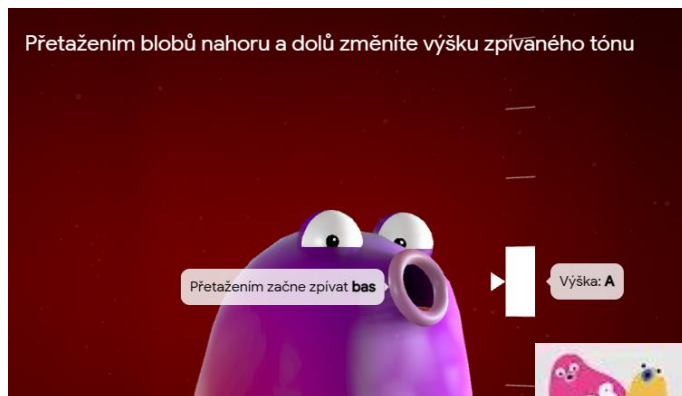 Přetažením blobů nahoru a dolů změníte výšku zpívaného tónu
Přetažením začne zpívat bas
Výška: A